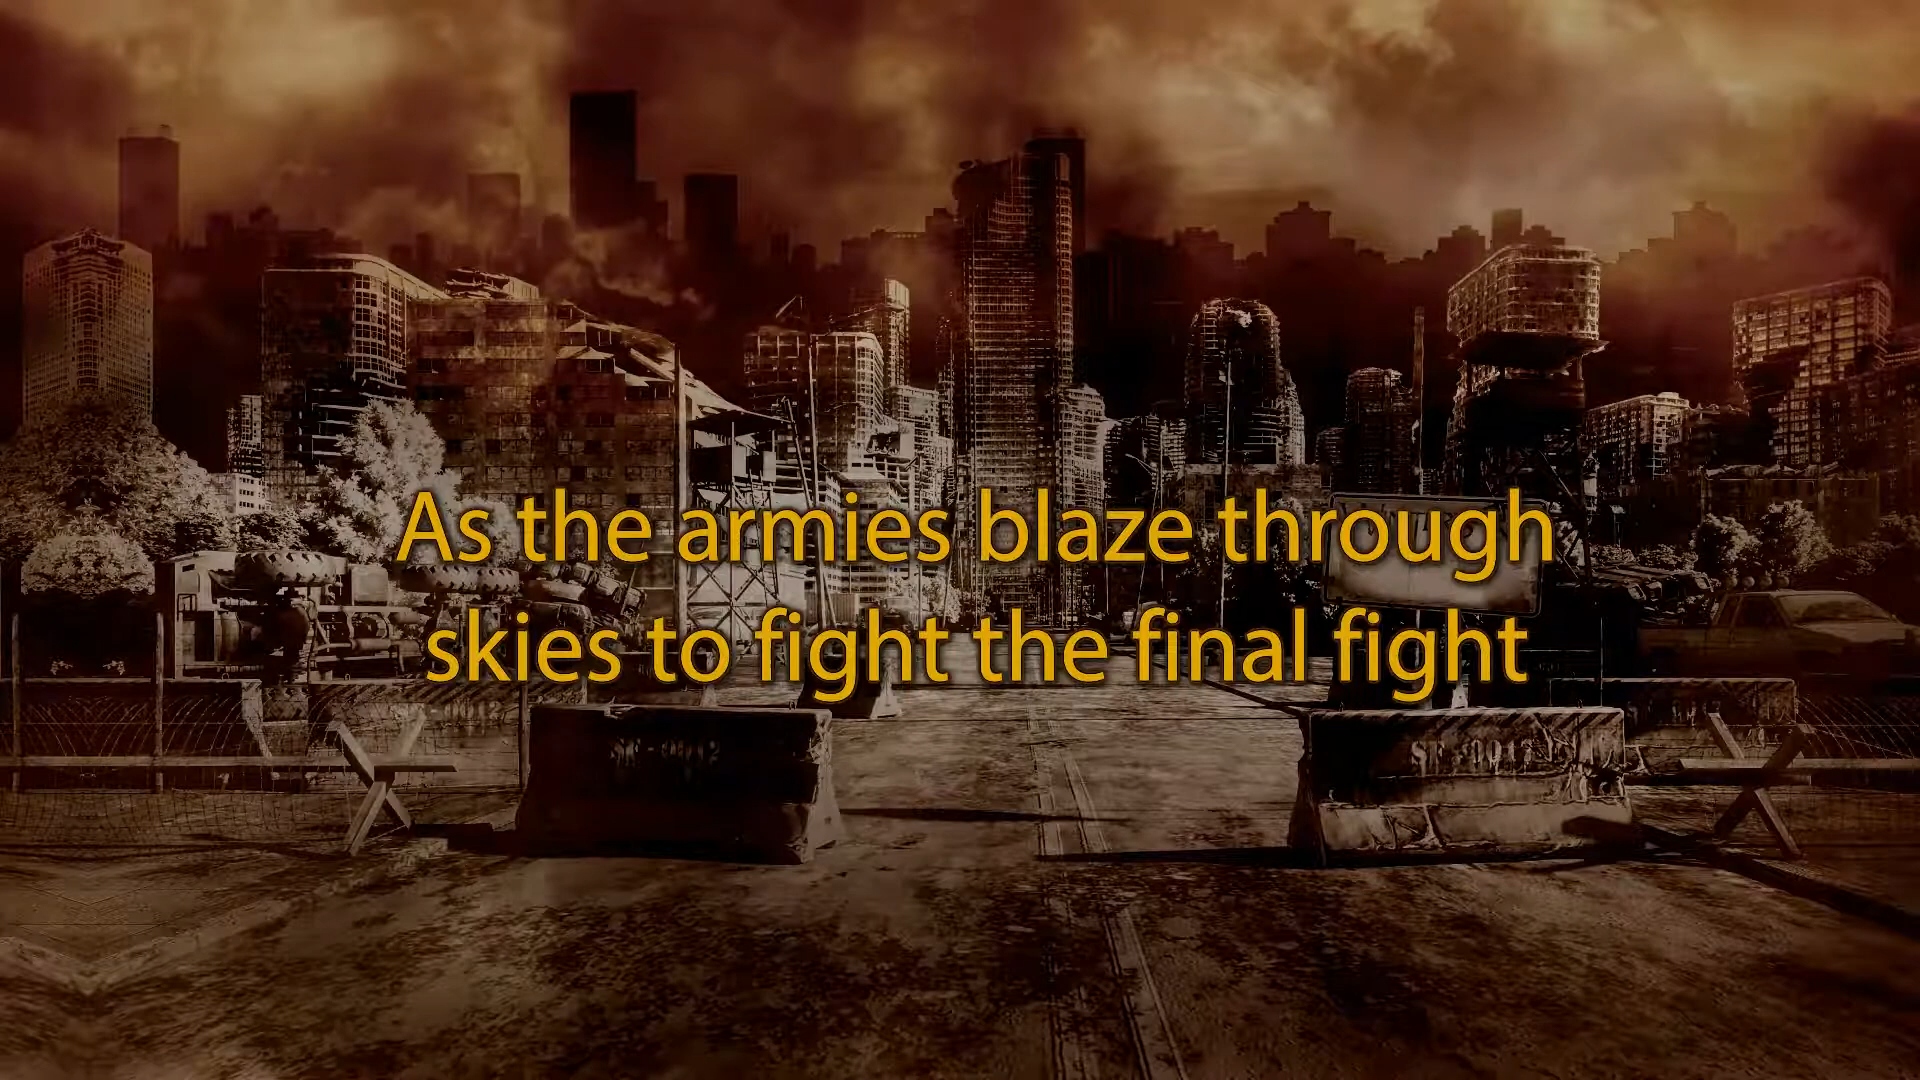 As the armies blaze through
skies to fight the final fight